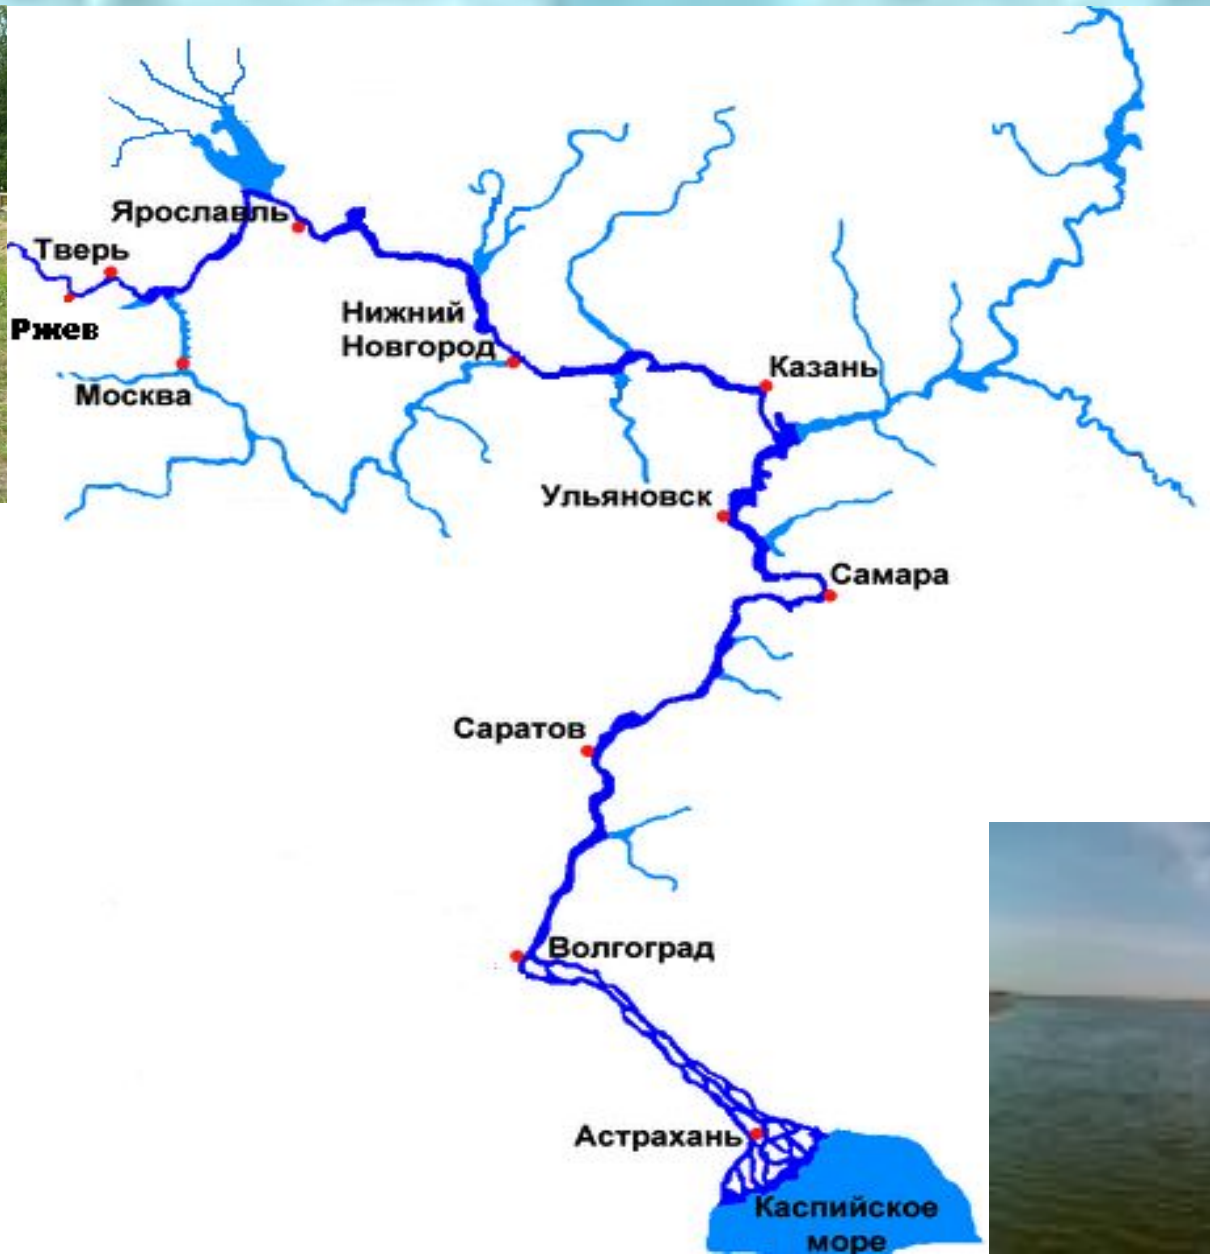 Ярославль
Тверь
Ржев
Нижний
Новгород
Москва
Казань
Ульяновск
Самара
Саратов
Волгоград
Астрахань
Каспийское
море